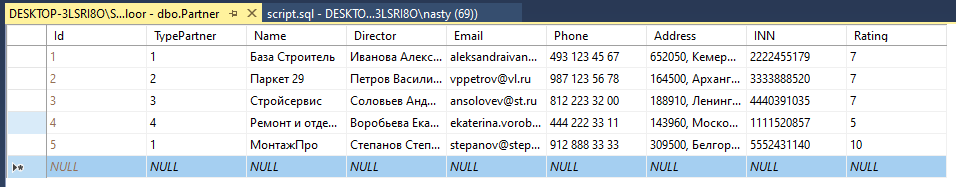 DESKTOP-3LSRI8O\S...loor - dbo.Partner script.sql - DESKTO...3LSRI8O\nasty (69))
Id TypePartner Name Director Email Phone Address INN Rating
1 1 База Строитель Иванова Алекс... aleksandraivan... 493 123 45 67 652050, Кемер... 2222455179 7
2 2 Паркет 29 Петров Васили... vppetrov@vl.ru 987 123 56 78 164500, Арханг... 3333888520 7
3 3 Стройсервис Соловьев Анд... ansolovev@st.ru 812 223 32 00 188910, Ленинг... 4440391035 7
4 4 Ремонт и отде... Воробьева Ека... ekaterina.vorob... 444 222 33 11 143960, Моско... 1111520857 5
5 1 МонтажПро Степанов Степ... stepanov@step... 912 888 33 33 309500, Белгор... 5552431140 10
NULL NULL NULL NULL NULL NULL NULL NULL NULL